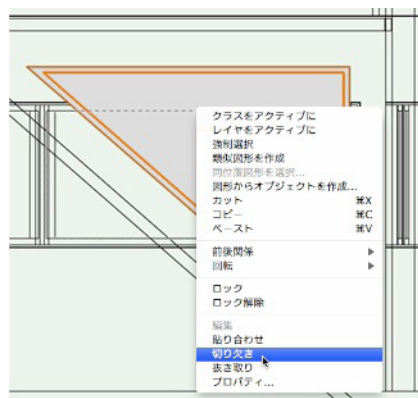 クラスをアクティブに
レイヤをアクティブに
強制選択
類似図形を作成
同位置図形を選択...
図形からオブジェクトを作成...
カット ⌘X
コピー ⌘C
ペースト ⌘V
前後関係 ▶
回転 ▶
ロック
ロック解除
編集
貼り合わせ
切り欠き
抜き取り
プロパティ...